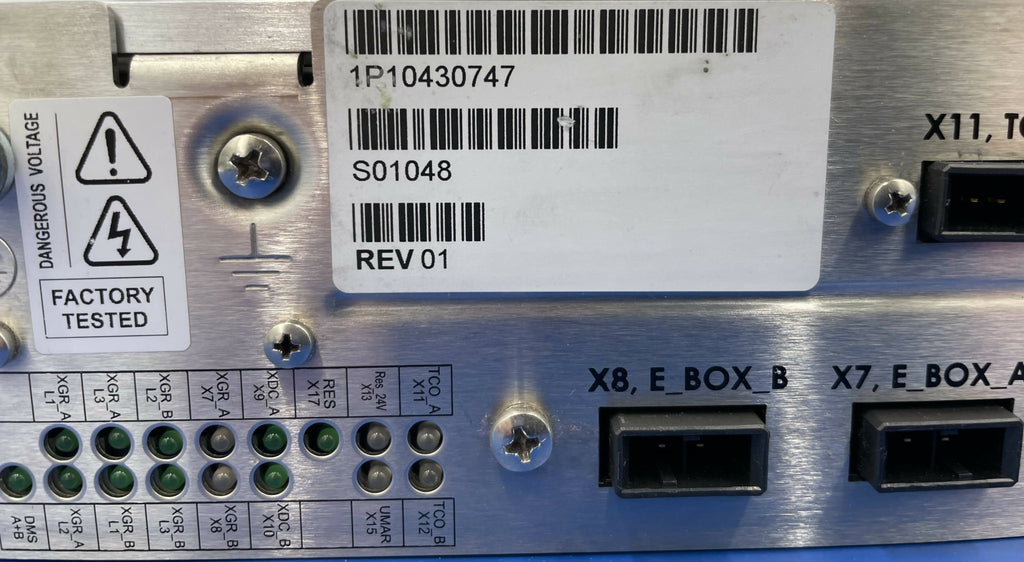 1P10430747
S01048
REV 01
DANGEROUS VOLTAGE
FACTORY
TESTED
X11, TC
X8, E_BOX_B
X7, E_BOX_A
XGR_A
L1
XGR_A
L3
XGR_B
L2
XGR_A
X7
XDC_A
X9
RES
X17
Res_24V
X13
TCO_A
X11
DMS
A+B
XGR_A
L2
XGR_B
L1
XGR_B
L3
XGR_B
X8
XDC_B
X10
UMAR
X15
TCO_B
X12